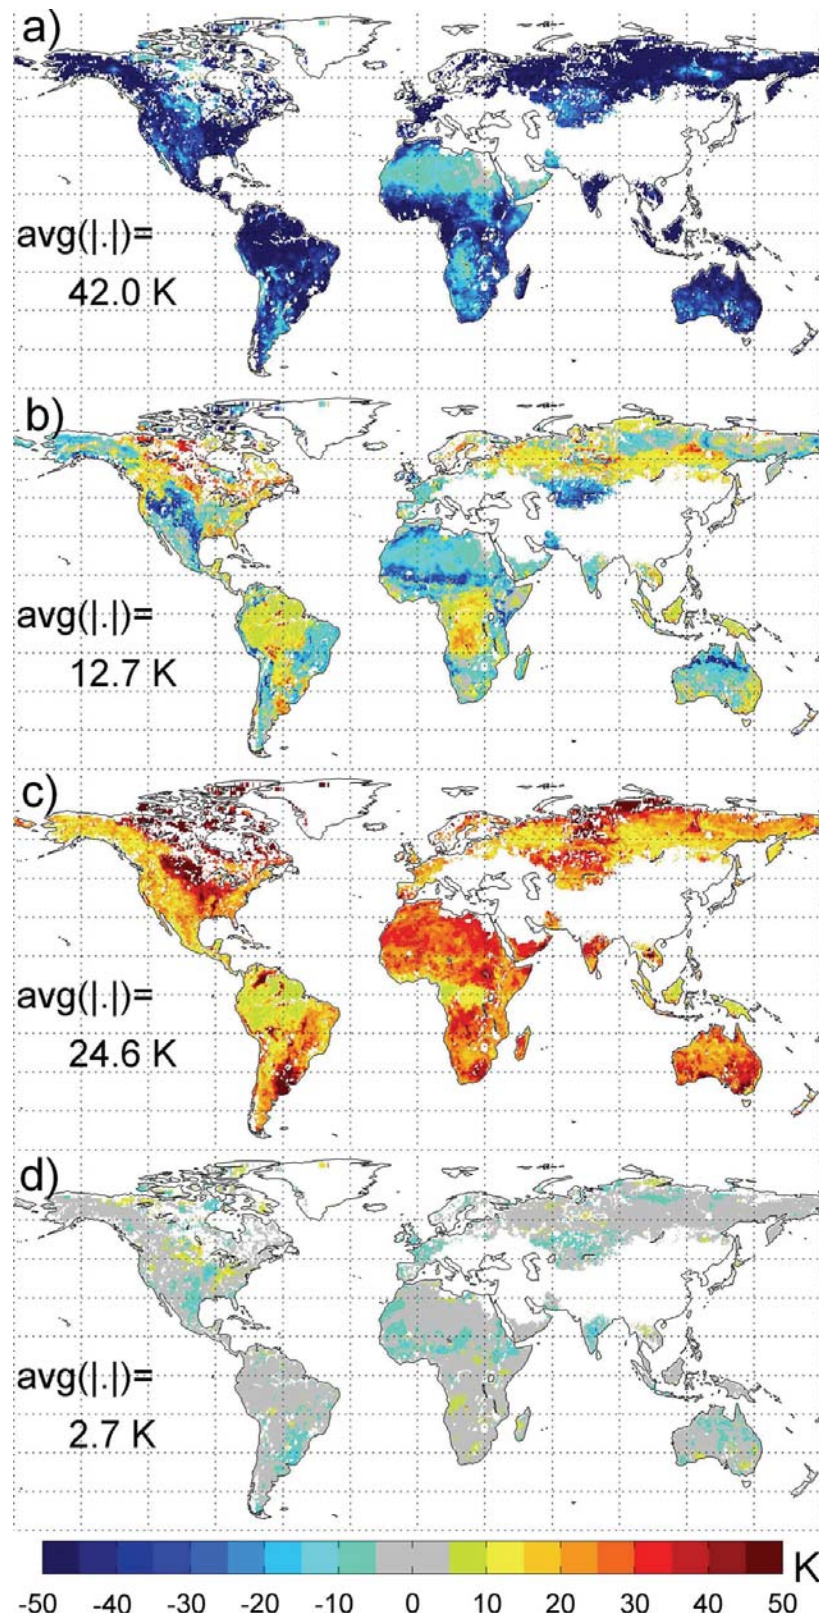 a)
avg(|.|)=
42.0 K
b)
avg(|.|)=
12.7 K
c)
avg(|.|)=
24.6 K
d)
avg(|.|)=
2.7 K
K
-50 -40 -30 -20 -10 0 10 20 30 40 50